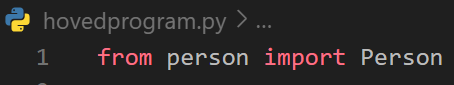 hovedprogram.py > ...
1 from person import Person